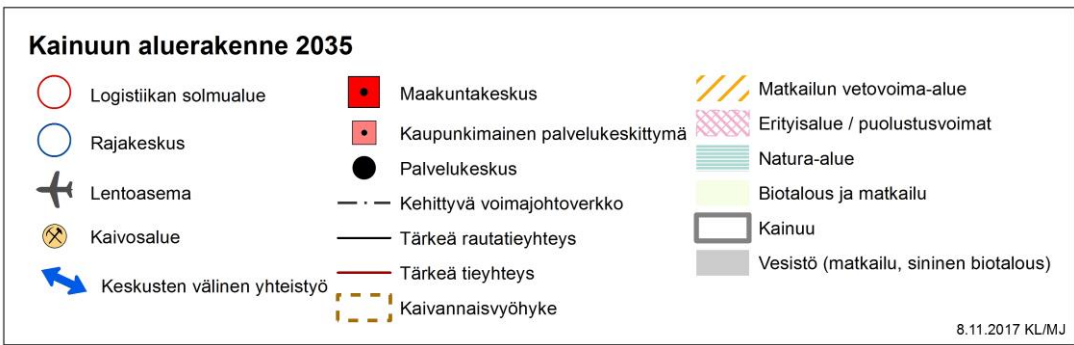 Kainuun aluerakenne 2035
Logistiikan solmualue
Rajakeskus
Lentoasema
Kaivosalue
Keskusten välinen yhteistyö
Maakuntakeskus
Kaupunkimainen palvelukeskittymä
Palvelukeskus
Kehittyvä voimajohtoverkko
Tärkeä rautatieyhteys
Tärkeä tieyhteys
Kaivannaisvyöhyke
Matkailun vetovoima-alue
Erityisalue / puolustusvoimat
Natura-alue
Biotalous ja matkailu
Kainuu
Vesistö (matkailu, sininen biotalous)
8.11.2017 KL/MJ